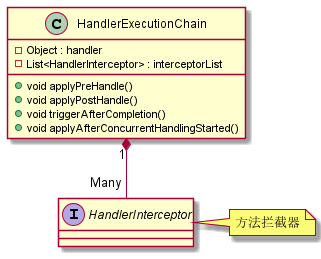 C HandlerExecutionChain
Object : handler
List<HandlerInterceptor> : interceptorList
void applyPreHandle()
void applyPostHandle()
void triggerAfterCompletion()
void applyAfterConcurrentHandlingStarted()
1
Many
I HandlerInterceptor
方法拦截器